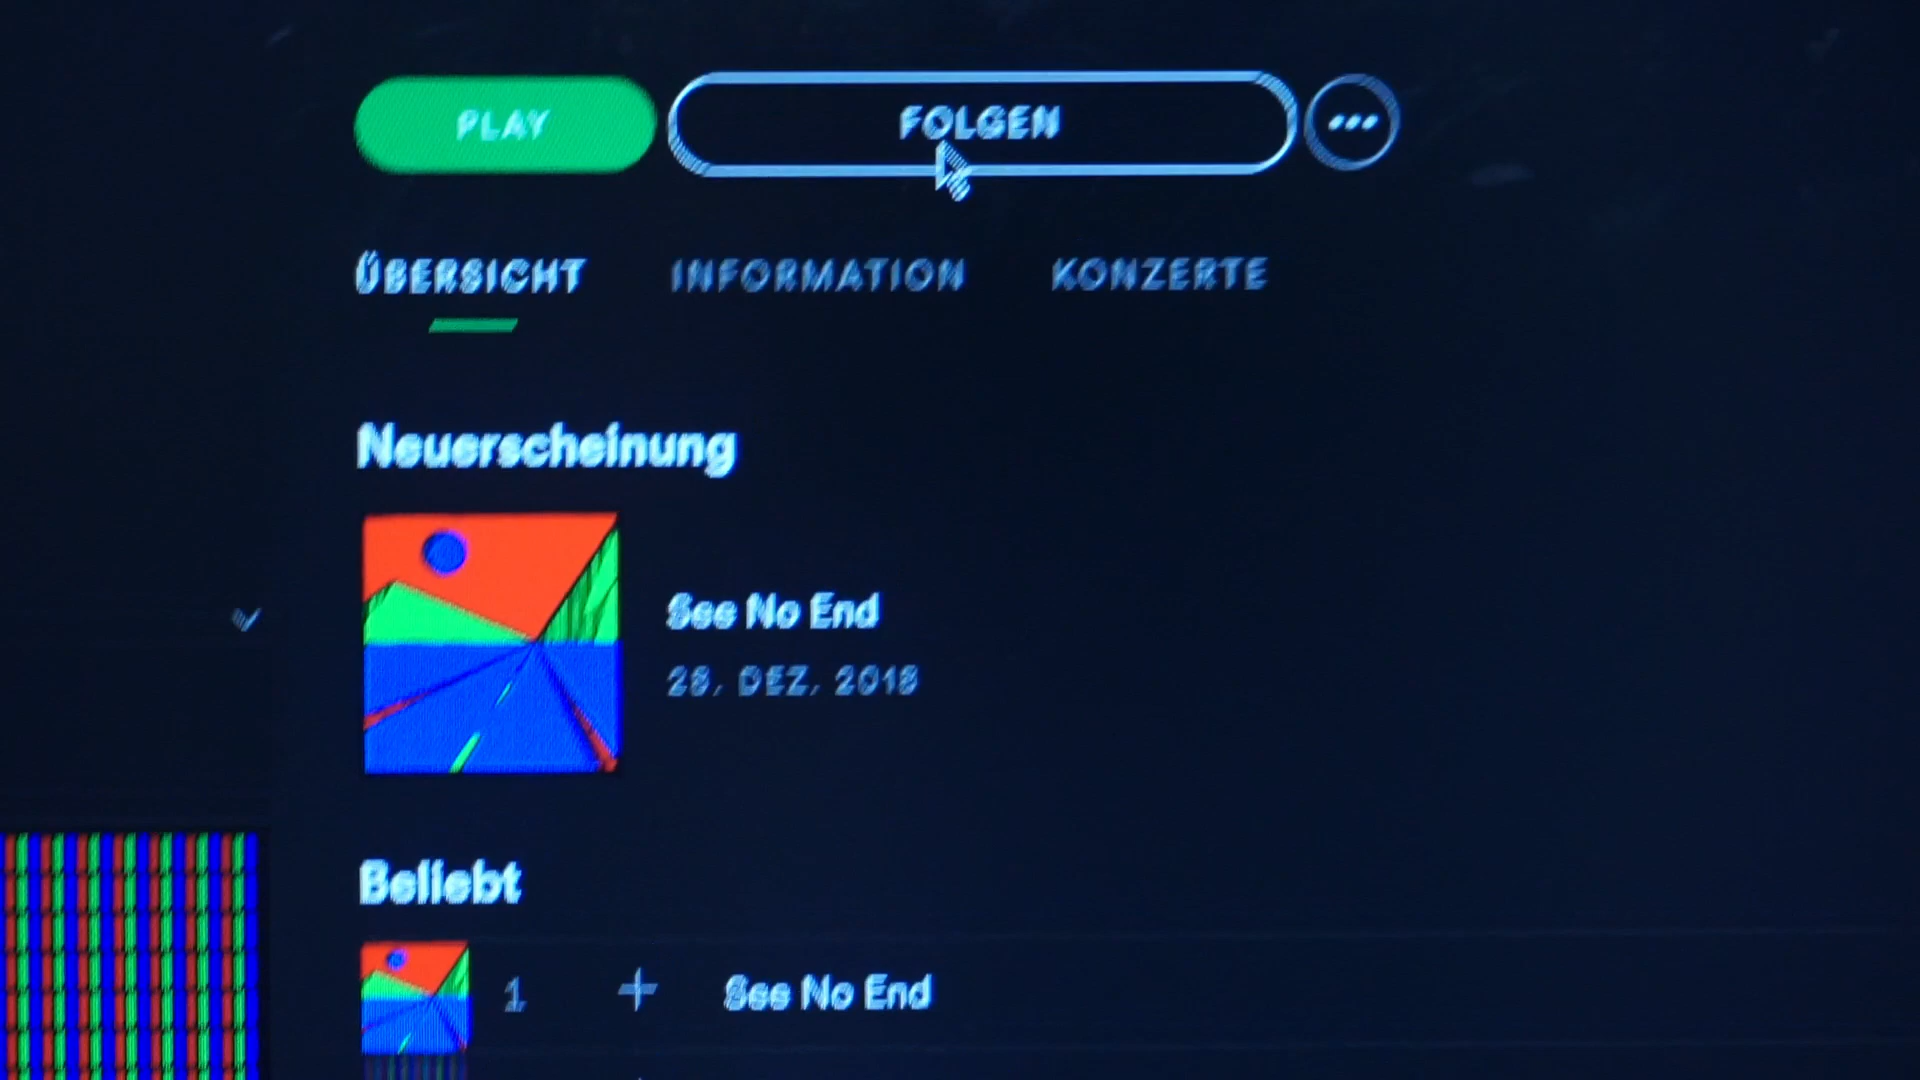 PLAY FOLGEN
ÜBERSICHT INFORMATION KONZERTE
Neuerscheinung
See No End
28. DEZ. 2018
Beliebt
1 + See No End